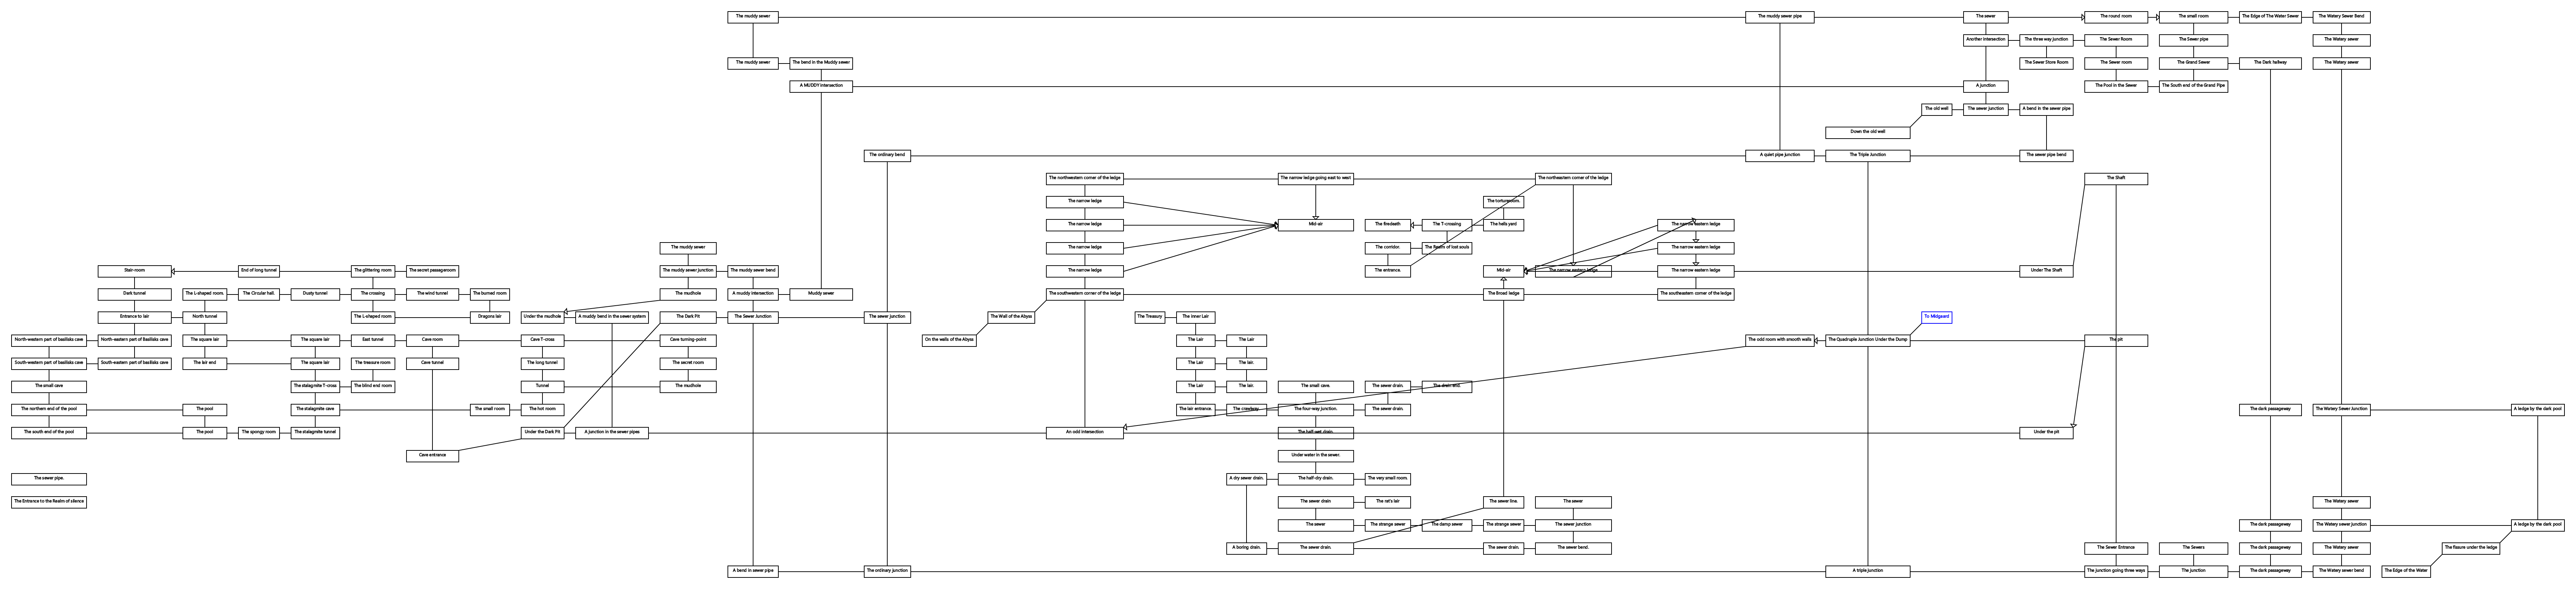 The muddy sewer
The muddy sewer pipe
The sewer
The round room
The small room
The Edge of The Water Sewer
The Watery Sewer Bend
Another intersection
The three way junction
The Sewer Room
The Sewer pipe
The Watery sewer
The muddy sewer
The bend in the Muddy sewer
The Sewer Store Room
The Sewer room
The Grand Sewer
The Dark hallway
The Watery sewer
A MUDDY intersection
A junction
The Pool in the Sewer
The South end of the Grand Pipe
The old well
The sewer junction
A bend in the sewer pipe
Down the old well
The ordinary bend
A quiet pipe junction
The Triple Junction
The sewer pipe bend
The northwestern corner of the ledge
The narrow ledge going east to west
The northeastern corner of the ledge
The Shaft
The narrow ledge
The narrow ledge
Mid-air
The firedeath
The T-crossing
The hells yard
The narrow eastern ledge
The muddy sewer
The narrow ledge
The corridor.
The Realm of lost souls
The narrow eastern ledge
Stair-room
End of long tunnel
The glittering room
The secret passageroom
The muddy sewer junction
The muddy sewer bend
The narrow ledge
The entrance.
Mid-air
The narrow eastern ledge
The narrow eastern ledge
Under The Shaft
Dark tunnel
The L-shaped room.
The Circular hall.
Dusty tunnel
The crossing
The wind tunnel
The burned room
The mudhole
A muddy intersection
Muddy sewer
The southwestern corner of the ledge
The Broad ledge
The southeastern corner of the ledge
Entrance to lair
North tunnel
The L-shaped room
Dragons lair
Under the mudhole
A muddy bend in the sewer system
The Dark Pit
The Sewer Junction
The sewer junction
The Wall of the Abyss
The Treasury
The Inner Lair
To Midgaard
North-western part of basilisks cave
North-eastern part of Basilisks cave
The square lair
The square lair
East tunnel
Cave room
Cave T-cross
Cave turning-point
On the walls of the Abyss
The Lair
The Lair
The odd room with smooth walls
The Quadruple Junction Under the Dump
The pit
South-western part of basilisks cave
South-eastern part of basilisks cave
The lair end
The square lair
The treasure room
Cave tunnel
The long tunnel
The secret room
The Lair
The lair.
The small cave
The stalagmite T-cross
The blind end room
Tunnel
The mudhole
The Lair
The lair.
The small cave.
The sewer drain.
The drain end.
The northern end of the pool
The pool
The stalagmite cave
The small room
The hot room
The lair entrance.
The crawlway.
The four-way junction.
The sewer drain.
The dark passageway
The Watery Sewer Junction
A ledge by the dark pool
The south end of the pool
The pool
The spongy room
The stalagmite tunnel
Under the Dark Pit
A junction in the sewer pipes
An odd intersection
The half-wet drain.
Under the pit
Cave entrance
Under water in the sewer.
The sewer pipe.
A dry sewer drain.
The half-dry drain.
The very small room.
The Entrance to the Realm of silence
The sewer drain
The rat's lair
The sewer line.
The sewer
The Watery sewer
The sewer
The strange sewer
The damp sewer
The strange sewer
The sewer junction
The dark passageway
The Watery sewer junction
A ledge by the dark pool
A boring drain.
The sewer drain.
The sewer drain.
The sewer bend.
The Sewer Entrance
The Sewers
The dark passageway
The Watery sewer
The fissure under the ledge
A bend in sewer pipe
The ordinary junction
A triple junction
The junction going three ways
The junction
The dark passageway
The Watery sewer bend
The Edge of the Water